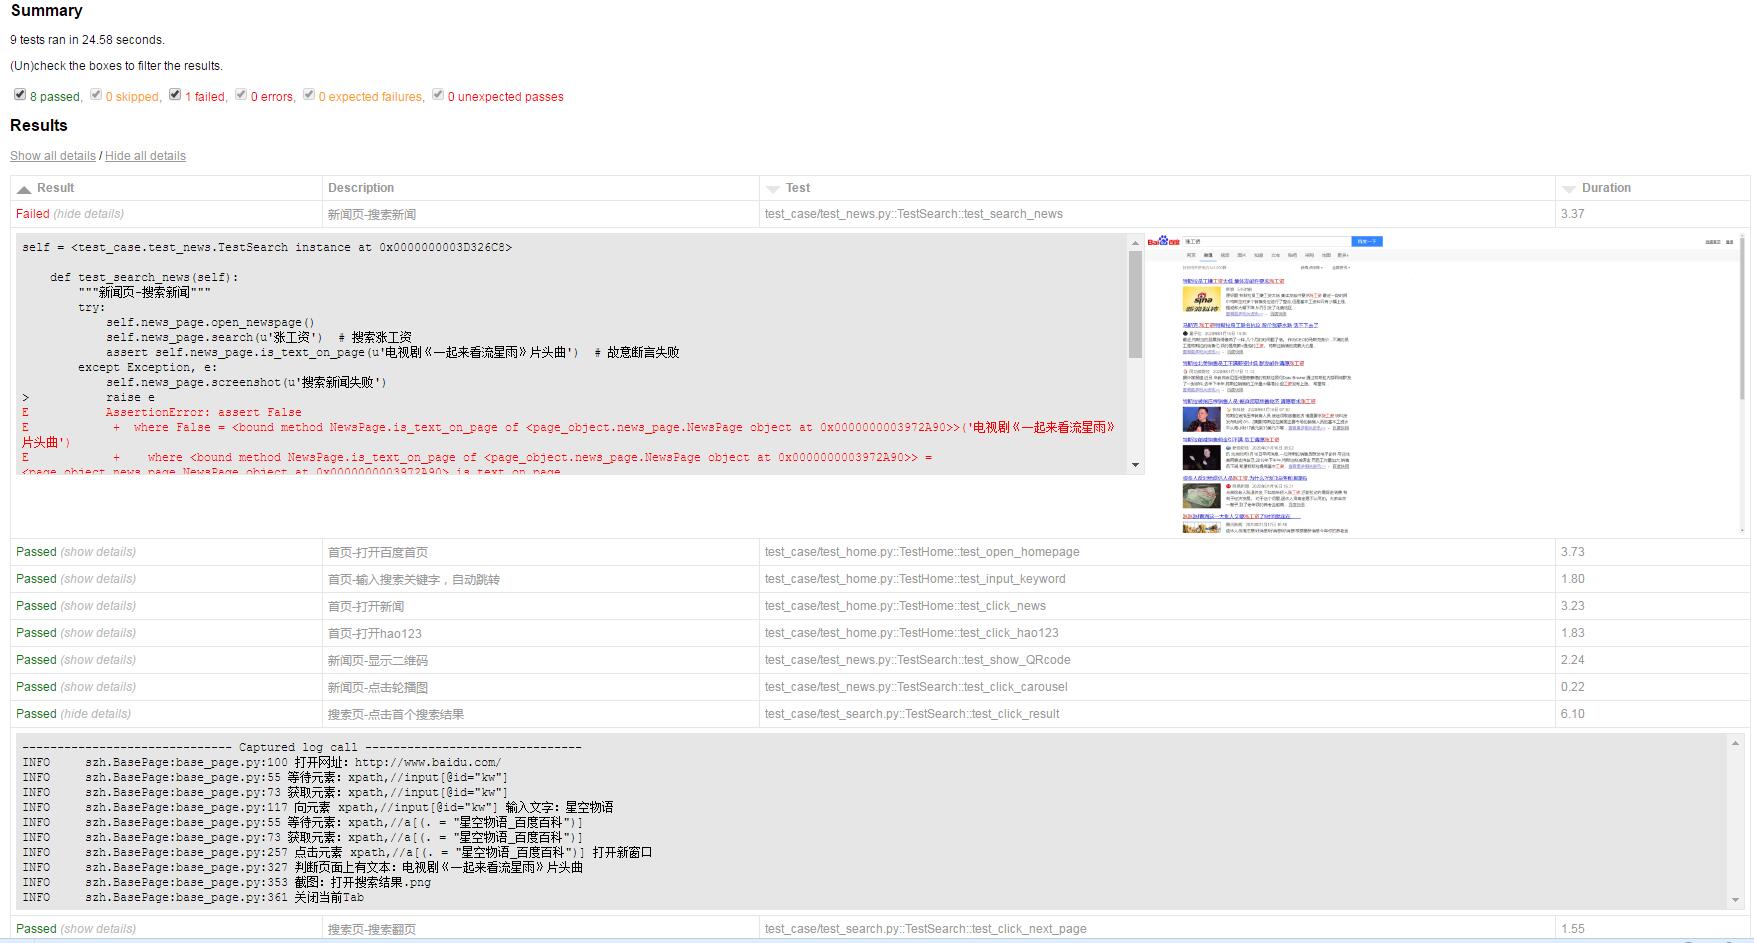 Summary
9 tests ran in 24.58 seconds.
(Un)check the boxes to filter the results.
8 passed, 0 skipped, 1 failed, 0 errors, 0 expected failures, 0 unexpected passes
Results
Show all details / Hide all details
Result Description Test Duration
Failed (hide details) 新闻页-搜索新闻 test_case/test_news.py::TestSearch::test_search_news 3.37
self = <test_case.test_news.TestSearch instance at 0x0000000003D326C8>
def test_search_news(self):
"""新闻页-搜索新闻"""
try:
self.news_page.open_newspage()
self.news_page.search(u'涨工资')  # 搜索涨工资
assert self.news_page.is_text_on_page(u'电视剧《一起来看流星雨》片头曲')  # 故意断言失败
except Exception, e:
self.news_page.screenshot(u'搜索新闻失败')
> raise e
E AssertionError: assert False
E + where False = <bound method NewsPage.is_text_on_page of <page_object.news_page.NewsPage object at 0x0000000003972A90>>('电视剧《一起来看流星雨》
片头曲')
E + where <bound method NewsPage.is_text_on_page of <page_object.news_page.NewsPage object at 0x0000000003972A90>> =
<page_object.news_page.NewsPage object at 0x0000000003972A90>.is_text_on_page
Bai 百度 涨工资 百度一下
Passed (show details) 首页-打开百度首页 test_case/test_home.py::TestHome::test_open_homepage 3.73
Passed (show details) 首页-输入搜索关键字，自动跳转 test_case/test_home.py::TestHome::test_input_keyword 1.80
Passed (show details) 首页-打开新闻 test_case/test_home.py::TestHome::test_click_news 3.23
Passed (show details) 首页-打开hao123 test_case/test_home.py::TestHome::test_click_hao123 1.83
Passed (show details) 新闻页-显示二维码 test_case/test_news.py::TestSearch::test_show_QRcode 2.24
Passed (show details) 新闻页-点击轮播图 test_case/test_news.py::TestSearch::test_click_carousel 0.22
Passed (hide details) 搜索页-点击首个搜索结果 test_case/test_search.py::TestSearch::test_click_result 6.10
------------------------------ Captured log call -------------------------------
INFO szh.BasePage:base_page.py:100 打开网址：http://www.baidu.com/
INFO szh.BasePage:base_page.py:55 等待元素：xpath,//input[@id="kw"]
INFO szh.BasePage:base_page.py:73 获取元素：xpath,//input[@id="kw"]
INFO szh.BasePage:base_page.py:117 向元素 xpath,//input[@id="kw"] 输入文字：星空物语
INFO szh.BasePage:base_page.py:55 等待元素：xpath,//a[(. = "星空物语_百度百科")]
INFO szh.BasePage:base_page.py:73 获取元素：xpath,//a[(. = "星空物语_百度百科")]
INFO szh.BasePage:base_page.py:257 点击元素 xpath,//a[(. = "星空物语_百度百科")] 打开新窗口
INFO szh.BasePage:base_page.py:327 判断页面上有文本：电视剧《一起来看流星雨》片头曲
INFO szh.BasePage:base_page.py:353 截图：打开搜索结果.png
INFO szh.BasePage:base_page.py:361 关闭当前Tab
Passed (show details) 搜索页-搜索翻页 test_case/test_search.py::TestSearch::test_click_next_page 1.55